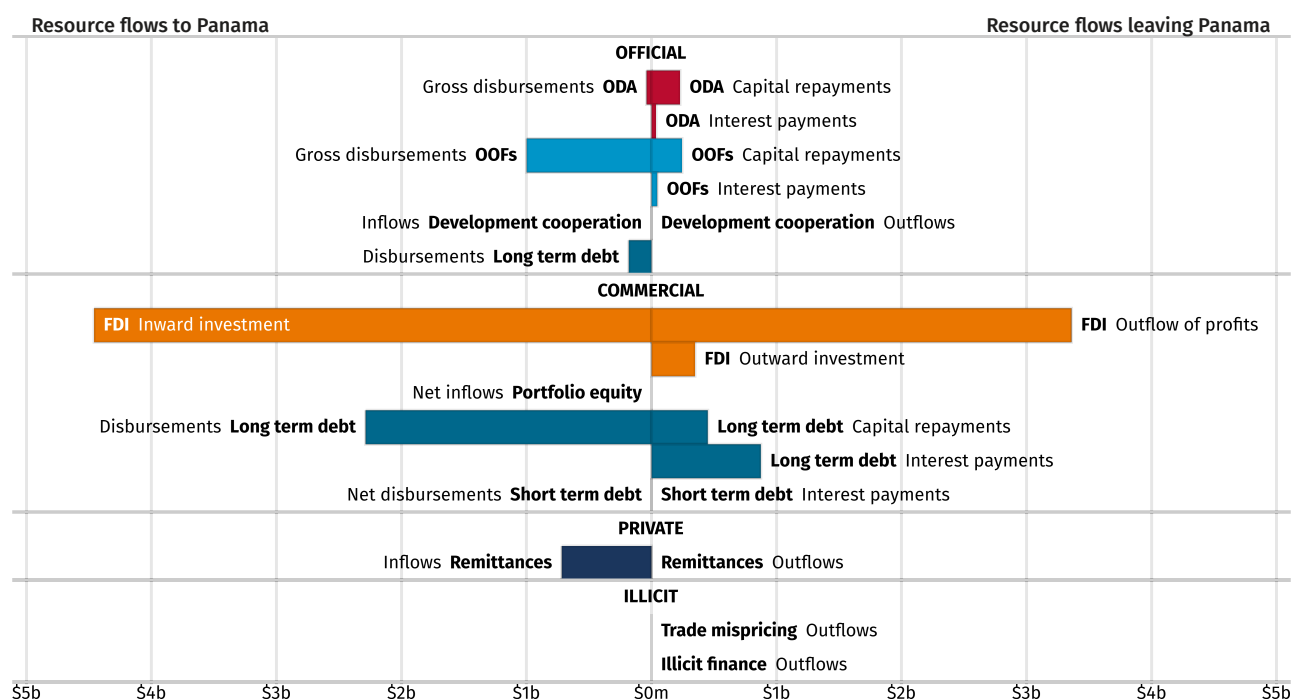 Resource flows to Panama Resource flows leaving Panama
OFFICIAL
Gross disbursements ODA ODA Capital repayments
ODA Interest payments
Gross disbursements OOFs OOFs Capital repayments
OOFs Interest payments
Inflows Development cooperation Development cooperation Outflows
Disbursements Long term debt
COMMERCIAL
FDI Inward investment FDI Outflow of profits
FDI Outward investment
Net inflows Portfolio equity
Disbursements Long term debt Long term debt Capital repayments
Long term debt Interest payments
Net disbursements Short term debt Short term debt Interest payments
PRIVATE
Inflows Remittances Remittances Outflows
ILLICIT
Trade mispricing Outflows
Illicit finance Outflows
$5b $4b $3b $2b $1b $0m $1b $2b $3b $4b $5b